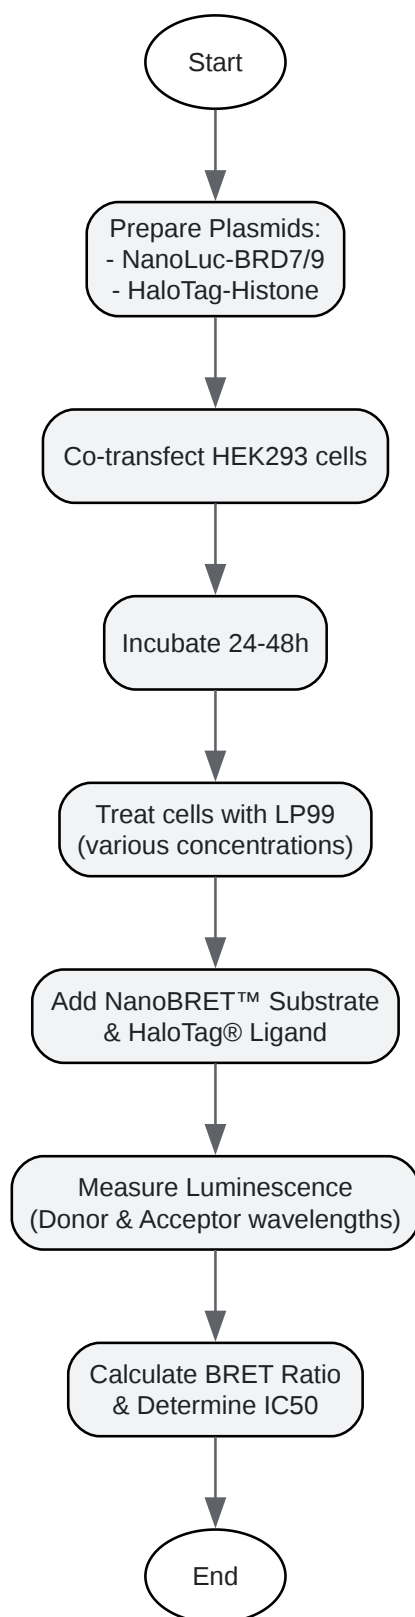 Start
Prepare Plasmids:
- NanoLuc-BRD7/9
- HaloTag-Histone
Co-transfect HEK293 cells
Incubate 24-48h
Treat cells with LP99
(various concentrations)
Add NanoBRET™ Substrate
& HaloTag® Ligand
Measure Luminescence
(Donor & Acceptor wavelengths)
Calculate BRET Ratio
& Determine IC50
End